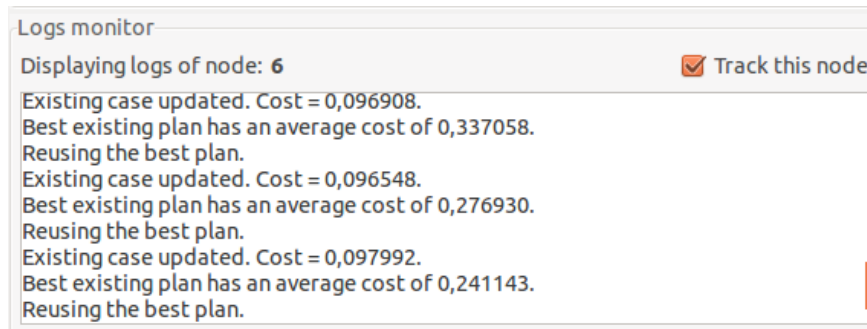 Logs monitor
Displaying logs of node: 6
Track this node
Existing case updated. Cost = 0,096908.
Best existing plan has an average cost of 0,337058.
Reusing the best plan.
Existing case updated. Cost = 0,096548.
Best existing plan has an average cost of 0,276930.
Reusing the best plan.
Existing case updated. Cost = 0,097992.
Best existing plan has an average cost of 0,241143.
Reusing the best plan.